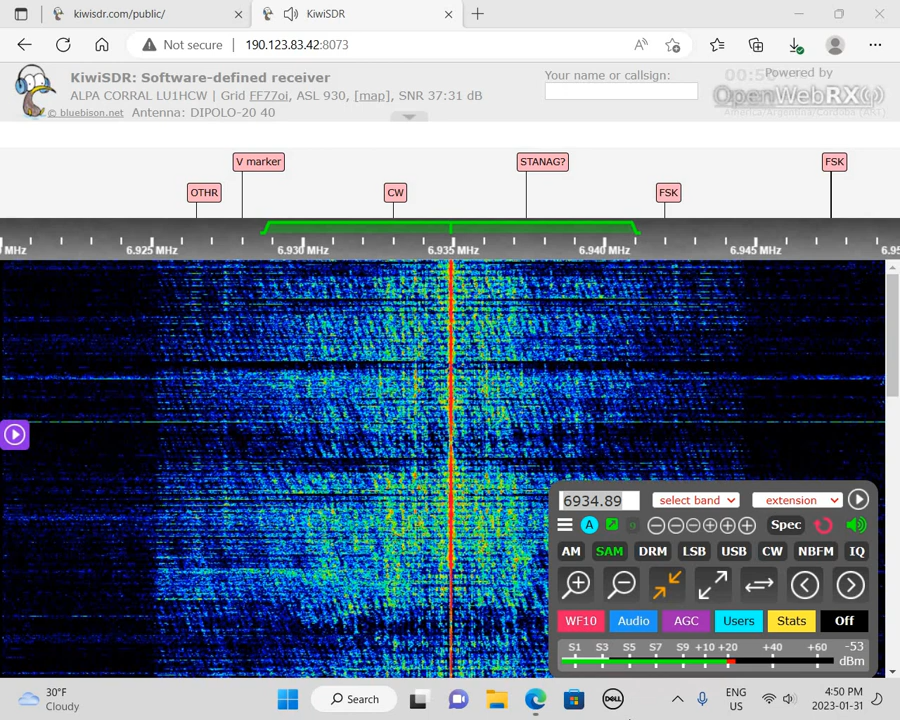 kiwisdr.com/public/
KiwiSDR
Not secure
190.123.83.42:8073
KiwiSDR: Software-defined receiver
ALPA CORRAL LU1HCW | Grid FF77oi, ASL 930, [map], SNR 37:31 dB
© bluebison.net Antenna: DIPOLO-20 40
Your name or callsign:
Powered by
OpenWebRX
V marker
STANAG?
FSK
OTHR
CW
FSK
MHz
6.925 MHz
6.930 MHz
6.935 MHz
6.940 MHz
6.945 MHz
6.95
6934.89
select band
extension
A
Spec
AM
SAM
DRM
LSB
USB
CW
NBFM
IQ
WF10
Audio
AGC
Users
Stats
Off
S1 S3 S5 S7 S9 +10 +20 +40 +60
-53
dBm
30°F
Cloudy
Search
DELL
ENG
US
4:50 PM
2023-01-31